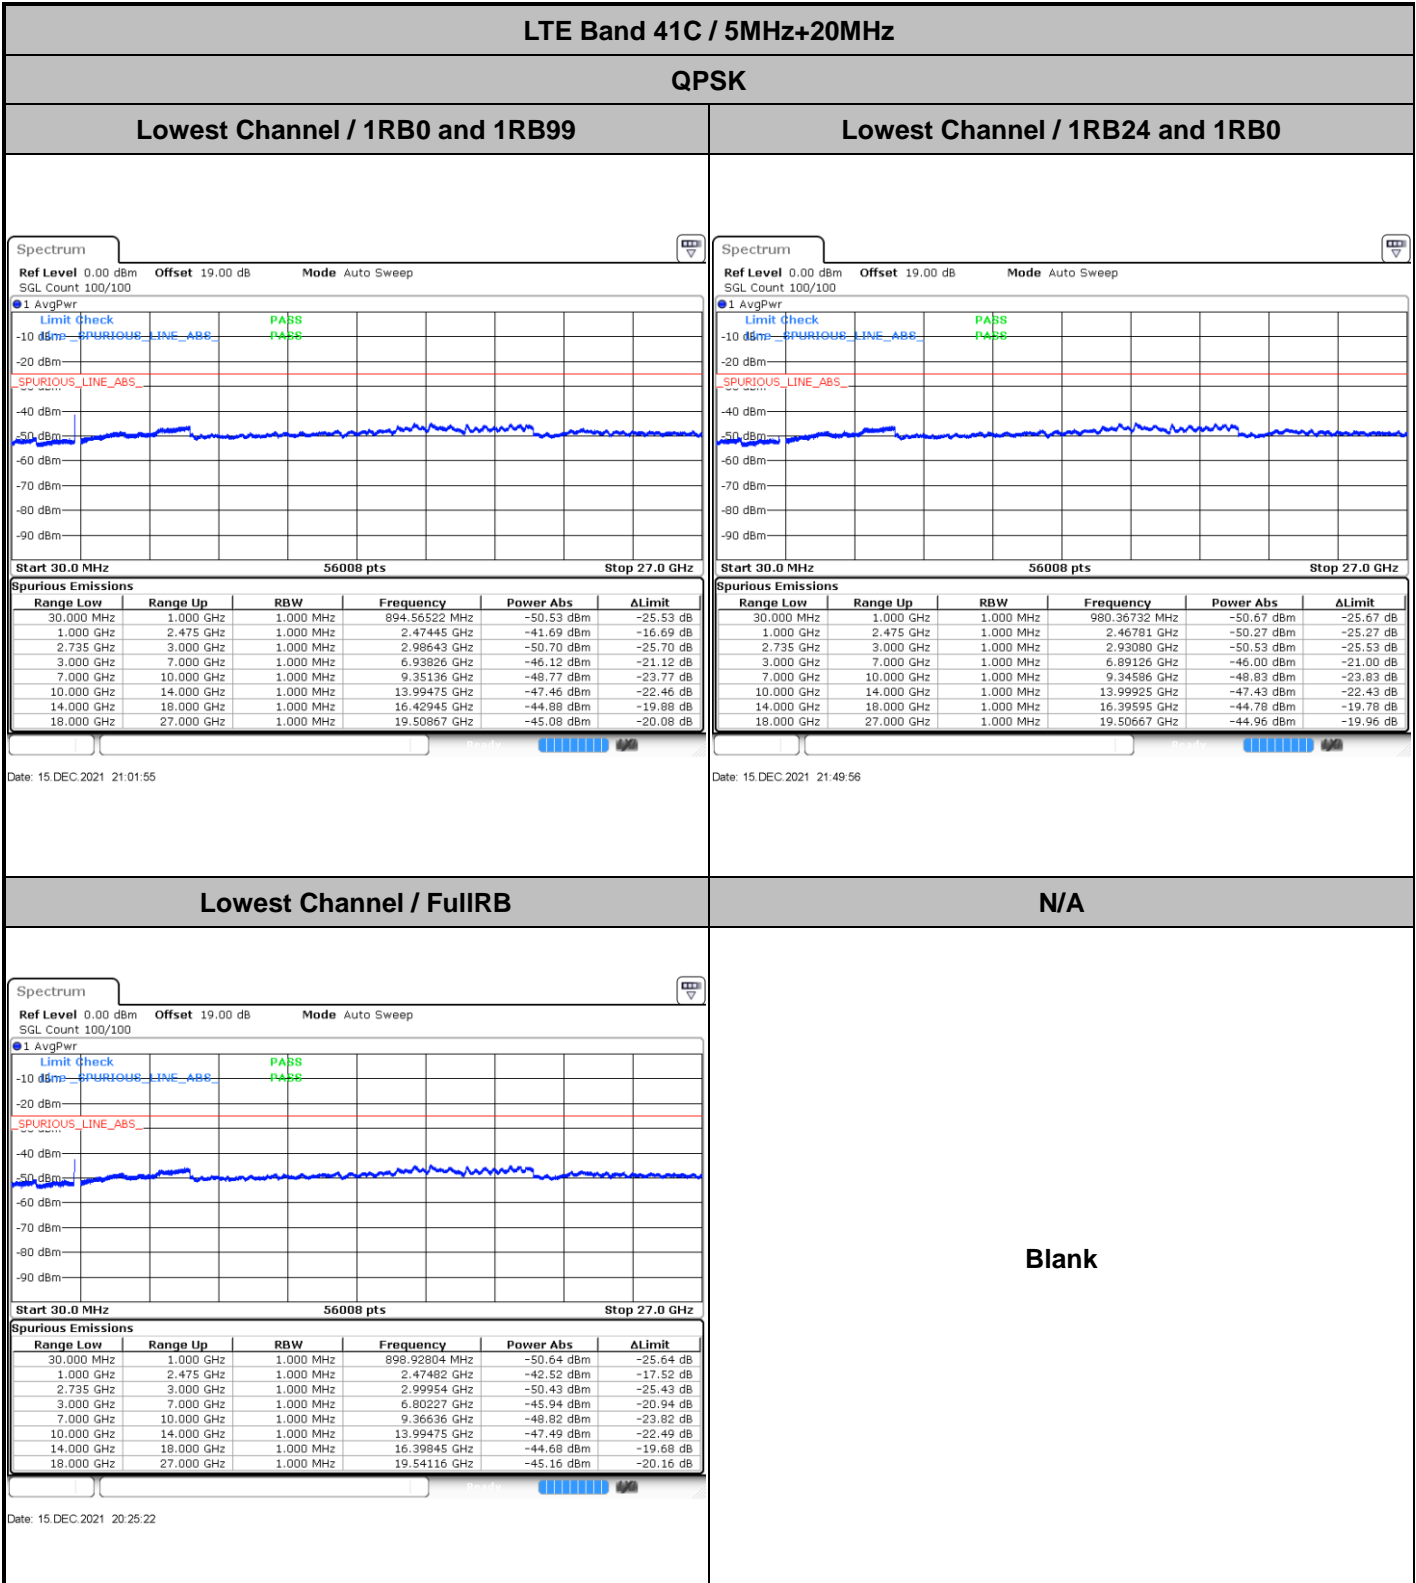 LTE Band 41C / 5MHz+20MHz
QPSK
Lowest Channel / 1RB0 and 1RB99
Lowest Channel / 1RB24 and 1RB0
Spectrum
Ref Level 0.00 dBm Offset 19.00 dB Mode Auto Sweep
SGL Count 100/100
1 AvgPwr
Limit Check PASS
Line _SPURIOUS_LINE_ABS_ PASS
-10 dBm
-20 dBm
_SPURIOUS_LINE_ABS_
-40 dBm
-50 dBm
-60 dBm
-70 dBm
-80 dBm
-90 dBm
Start 30.0 MHz 56008 pts Stop 27.0 GHz
Spurious Emissions
Range Low Range Up RBW Frequency Power Abs ΔLimit
30.000 MHz 1.000 GHz 1.000 MHz 894.56522 MHz -50.53 dBm -25.53 dB
1.000 GHz 2.475 GHz 1.000 MHz 2.47445 GHz -41.69 dBm -16.69 dB
2.735 GHz 3.000 GHz 1.000 MHz 2.98643 GHz -50.70 dBm -25.70 dB
3.000 GHz 7.000 GHz 1.000 MHz 6.93826 GHz -46.12 dBm -21.12 dB
7.000 GHz 10.000 GHz 1.000 MHz 9.35136 GHz -48.77 dBm -23.77 dB
10.000 GHz 14.000 GHz 1.000 MHz 13.99475 GHz -47.46 dBm -22.46 dB
14.000 GHz 18.000 GHz 1.000 MHz 16.42945 GHz -44.88 dBm -19.88 dB
18.000 GHz 27.000 GHz 1.000 MHz 19.50867 GHz -45.08 dBm -20.08 dB
Ready
Date: 15.DEC.2021 21:01:55
Spectrum
Ref Level 0.00 dBm Offset 19.00 dB Mode Auto Sweep
SGL Count 100/100
1 AvgPwr
Limit Check PASS
Line _SPURIOUS_LINE_ABS_ PASS
-10 dBm
-20 dBm
_SPURIOUS_LINE_ABS_
-40 dBm
-50 dBm
-60 dBm
-70 dBm
-80 dBm
-90 dBm
Start 30.0 MHz 56008 pts Stop 27.0 GHz
Spurious Emissions
Range Low Range Up RBW Frequency Power Abs ΔLimit
30.000 MHz 1.000 GHz 1.000 MHz 980.36732 MHz -50.67 dBm -25.67 dB
1.000 GHz 2.475 GHz 1.000 MHz 2.46781 GHz -50.27 dBm -25.27 dB
2.735 GHz 3.000 GHz 1.000 MHz 2.93080 GHz -50.53 dBm -25.53 dB
3.000 GHz 7.000 GHz 1.000 MHz 6.89126 GHz -46.00 dBm -21.00 dB
7.000 GHz 10.000 GHz 1.000 MHz 9.34586 GHz -48.83 dBm -23.83 dB
10.000 GHz 14.000 GHz 1.000 MHz 13.99925 GHz -47.43 dBm -22.43 dB
14.000 GHz 18.000 GHz 1.000 MHz 16.39595 GHz -44.78 dBm -19.78 dB
18.000 GHz 27.000 GHz 1.000 MHz 19.50667 GHz -44.96 dBm -19.96 dB
Ready
Date: 15.DEC.2021 21:49:56
Lowest Channel / FullRB
N/A
Spectrum
Ref Level 0.00 dBm Offset 19.00 dB Mode Auto Sweep
SGL Count 100/100
1 AvgPwr
Limit Check PASS
Line _SPURIOUS_LINE_ABS_ PASS
-10 dBm
-20 dBm
_SPURIOUS_LINE_ABS_
-40 dBm
-50 dBm
-60 dBm
-70 dBm
-80 dBm
-90 dBm
Start 30.0 MHz 56008 pts Stop 27.0 GHz
Spurious Emissions
Range Low Range Up RBW Frequency Power Abs ΔLimit
30.000 MHz 1.000 GHz 1.000 MHz 898.92804 MHz -50.64 dBm -25.64 dB
1.000 GHz 2.475 GHz 1.000 MHz 2.47482 GHz -42.52 dBm -17.52 dB
2.735 GHz 3.000 GHz 1.000 MHz 2.99954 GHz -50.43 dBm -25.43 dB
3.000 GHz 7.000 GHz 1.000 MHz 6.80227 GHz -45.94 dBm -20.94 dB
7.000 GHz 10.000 GHz 1.000 MHz 9.36636 GHz -48.82 dBm -23.82 dB
10.000 GHz 14.000 GHz 1.000 MHz 13.99475 GHz -47.49 dBm -22.49 dB
14.000 GHz 18.000 GHz 1.000 MHz 16.39845 GHz -44.68 dBm -19.68 dB
18.000 GHz 27.000 GHz 1.000 MHz 19.54116 GHz -45.16 dBm -20.16 dB
Ready
Date: 15.DEC.2021 20:25:22
Blank